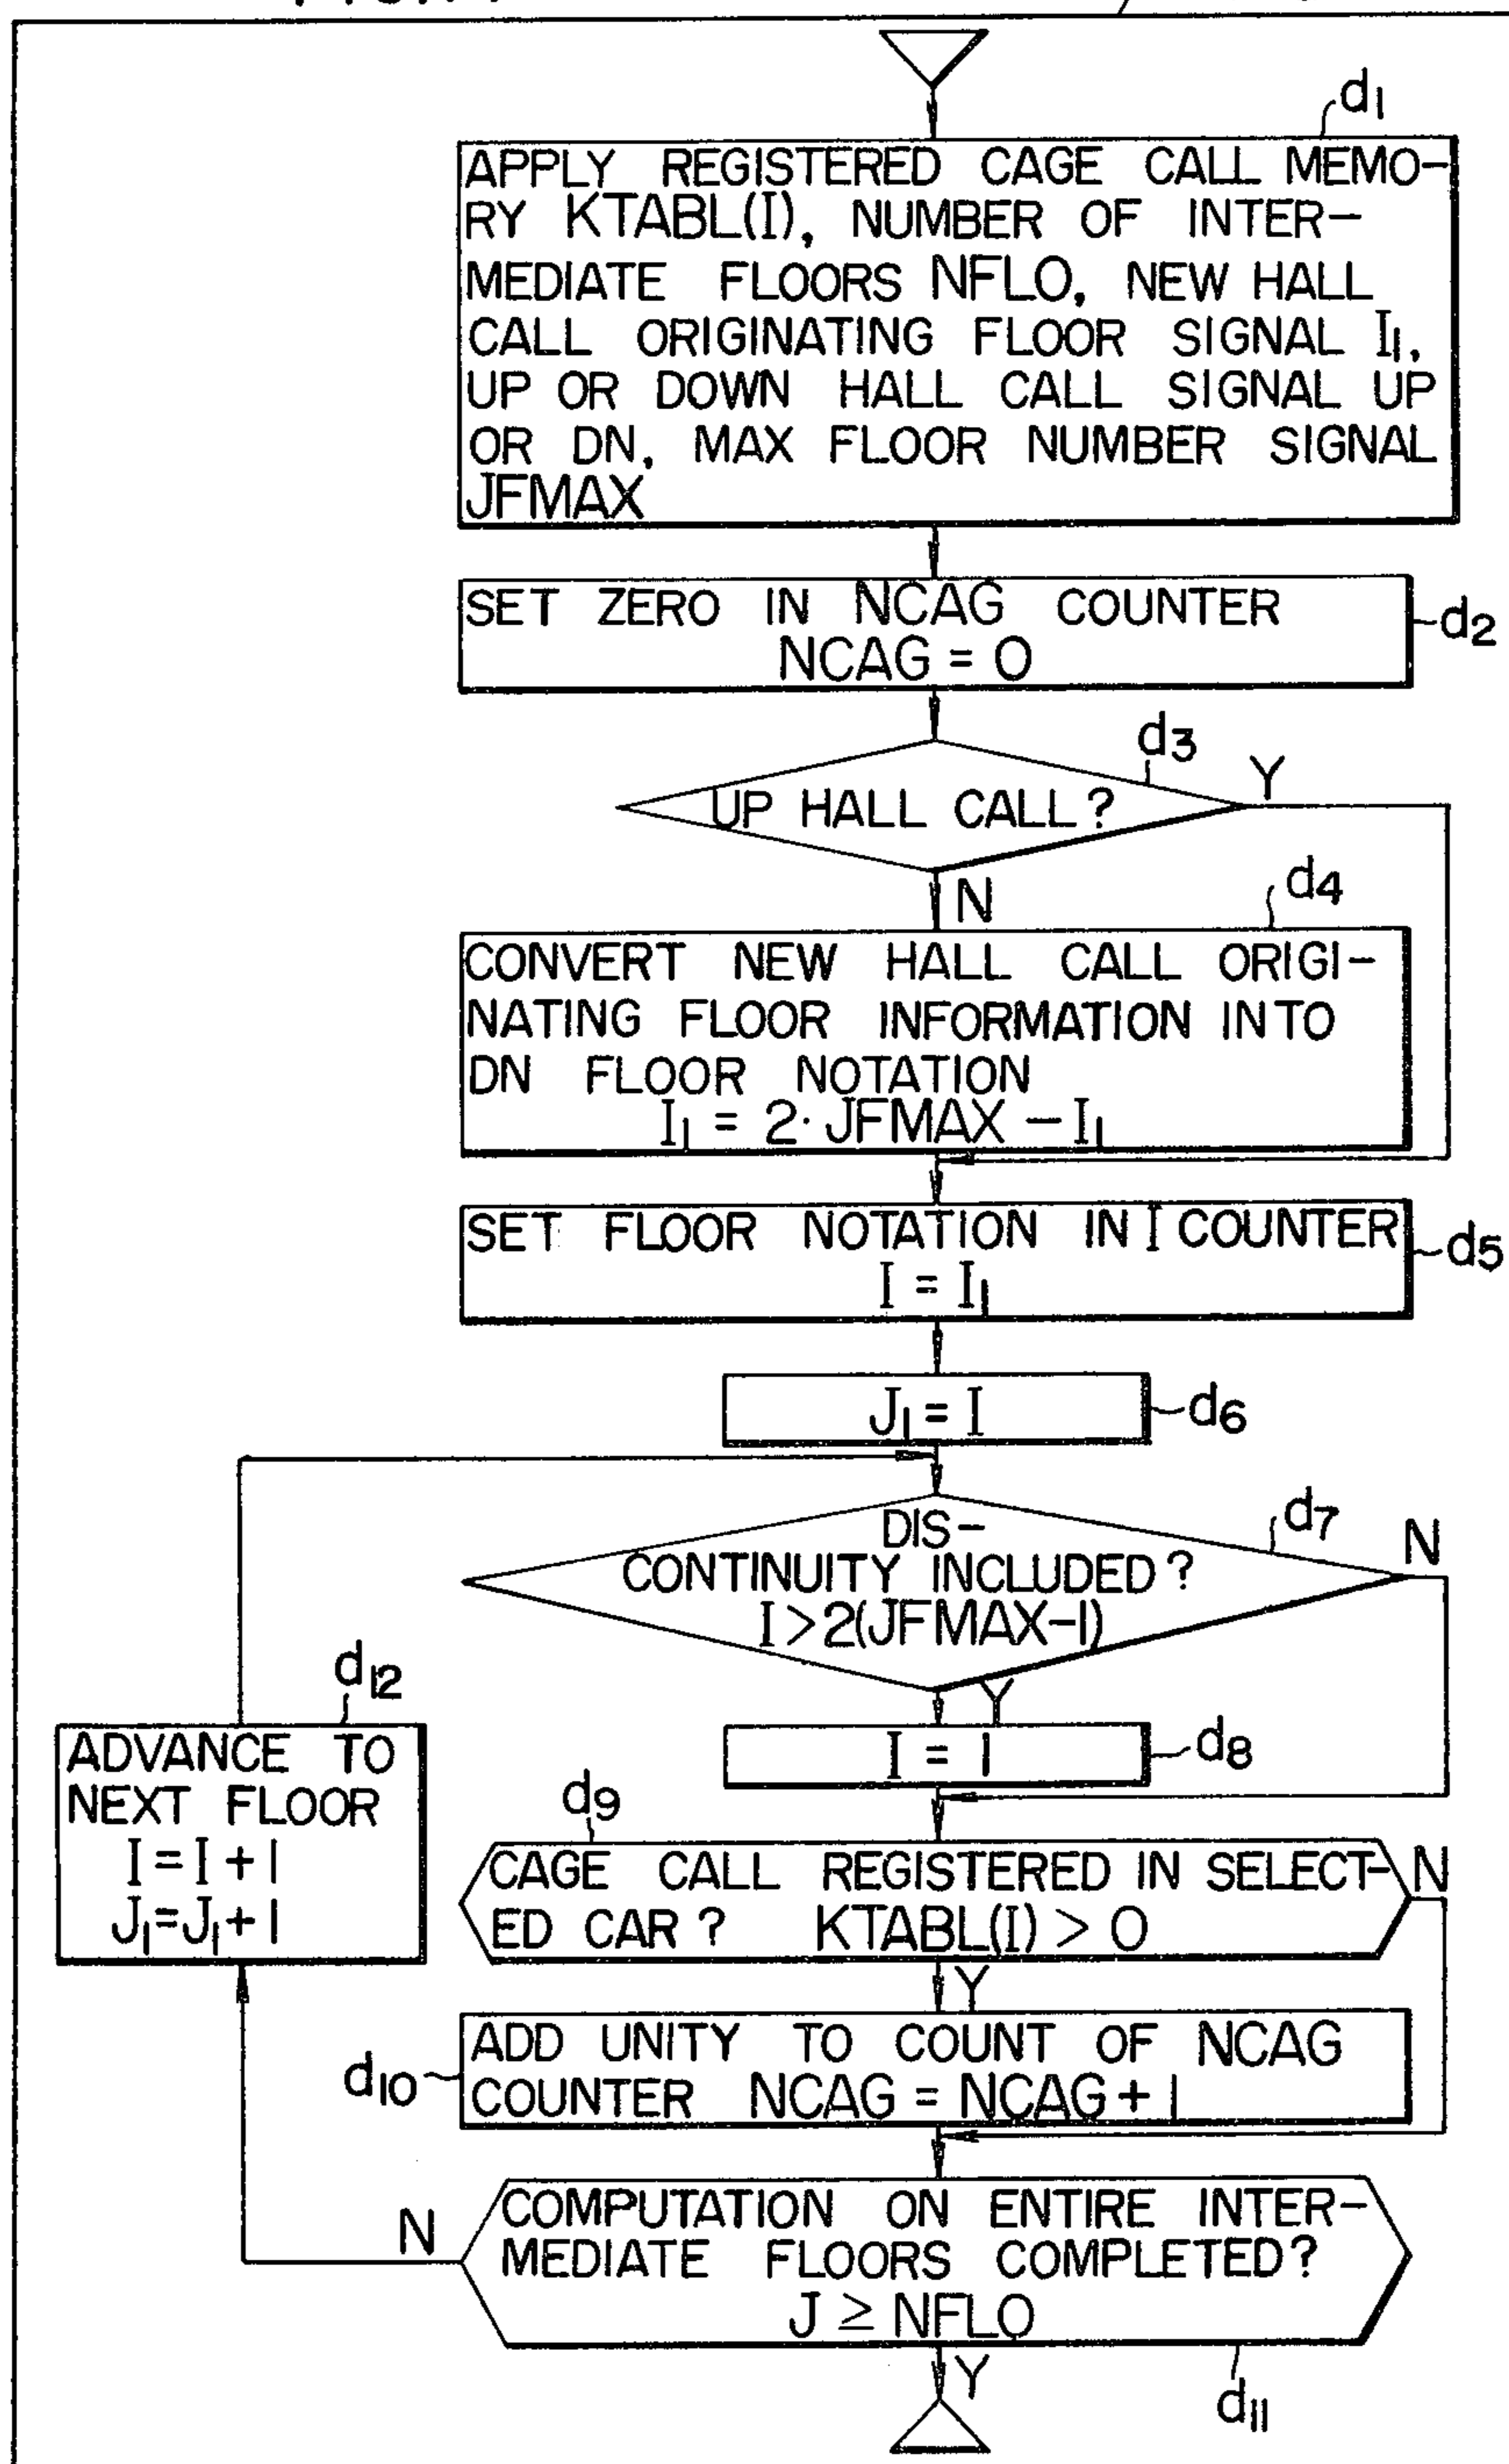 d1
APPLY REGISTERED CAGE CALL MEMO-
RY KTABL(I), NUMBER OF INTER-
MEDIATE FLOORS NFLO, NEW HALL
CALL ORIGINATING FLOOR SIGNAL I1,
UP OR DOWN HALL CALL SIGNAL UP
OR DN, MAX FLOOR NUMBER SIGNAL
JFMAX
SET ZERO IN NCAG COUNTER
NCAG = 0
d2
d3
UP HALL CALL?
Y
N
d4
CONVERT NEW HALL CALL ORIGI-
NATING FLOOR INFORMATION INTO
DN FLOOR NOTATION
I1 = 2· JFMAX - I1
SET FLOOR NOTATION IN I COUNTER
I = I1
d5
J1 = I
d6
d7
DIS-
CONTINUITY INCLUDED?
I > 2(JFMAX-1)
N
Y
I = 1
d8
d12
ADVANCE TO
NEXT FLOOR
I = I + 1
J1 = J1 + 1
d9
CAGE CALL REGISTERED IN SELECT-
ED CAR? KTABL(I) > 0
N
Y
d10
ADD UNITY TO COUNT OF NCAG
COUNTER NCAG = NCAG + 1
N
COMPUTATION ON ENTIRE INTER-
MEDIATE FLOORS COMPLETED?
J ≥ NFLO
Y
d11